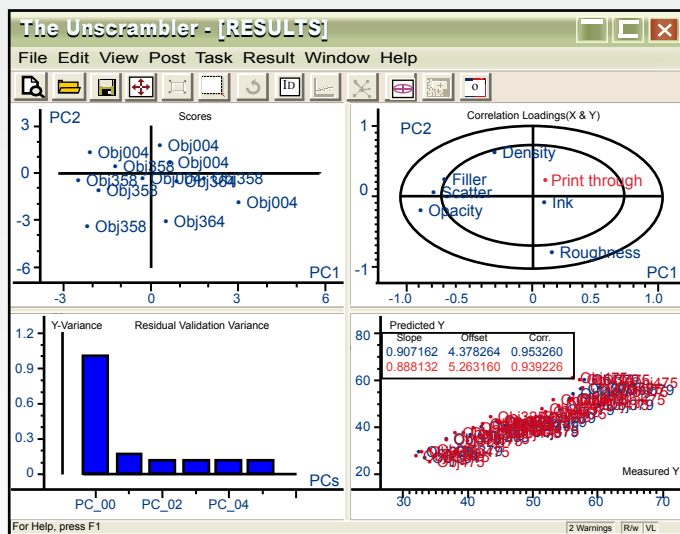 The Unscrambler - [RESULTS]
File Edit View Post Task Result Window Help
ID
o
PC2
Scores
3
0
-3
-6
Obj004
Obj004
Obj358
Obj004
Obj358
Obj004
Obj364
Obj358
Obj358
Obj004
Obj358
Obj364
PC1
-3 0 3 6
Correlation Loadings(X & Y)
PC2
1
0
-1
Density
Filler
Print through
Scatter
Ink
Opacity
Roughness
PC1
-1.0 -0.5 0 0.5 1.0
Y-Variance
Residual Validation Variance
1.2
0.9
0.6
0.3
0
PCs
PC_00 PC_02 PC_04
Predicted Y
80
60
40
20
Slope Offset Corr.
0.907162 4.378264 0.953260
0.888132 5.263160 0.939226
Obj475
Measured Y
30 40 50 60 70
For Help, press F1
2 Warnings R/w VL